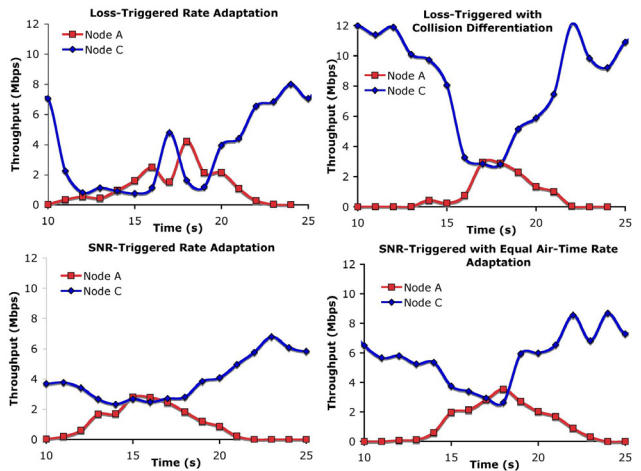 Loss-Triggered Rate Adaptation
Throughput (Mbps)
12
10
8
6
4
2
0
Node A
Node C
10
15
20
25
Time (s)
Loss-Triggered with
Collision Differentiation
Throughput (Mbps)
12
10
8
6
4
2
0
Node A
Node C
10
15
20
25
Time (s)
SNR-Triggered Rate Adaptation
Throughput (Mbps)
12
10
8
6
4
2
0
Node A
Node C
10
15
20
25
Time (s)
SNR-Triggered with Equal Air-Time Rate
Adaptation
Throughput (Mbps)
12
10
8
6
4
2
0
Node A
Node C
10
15
20
25
Time (s)